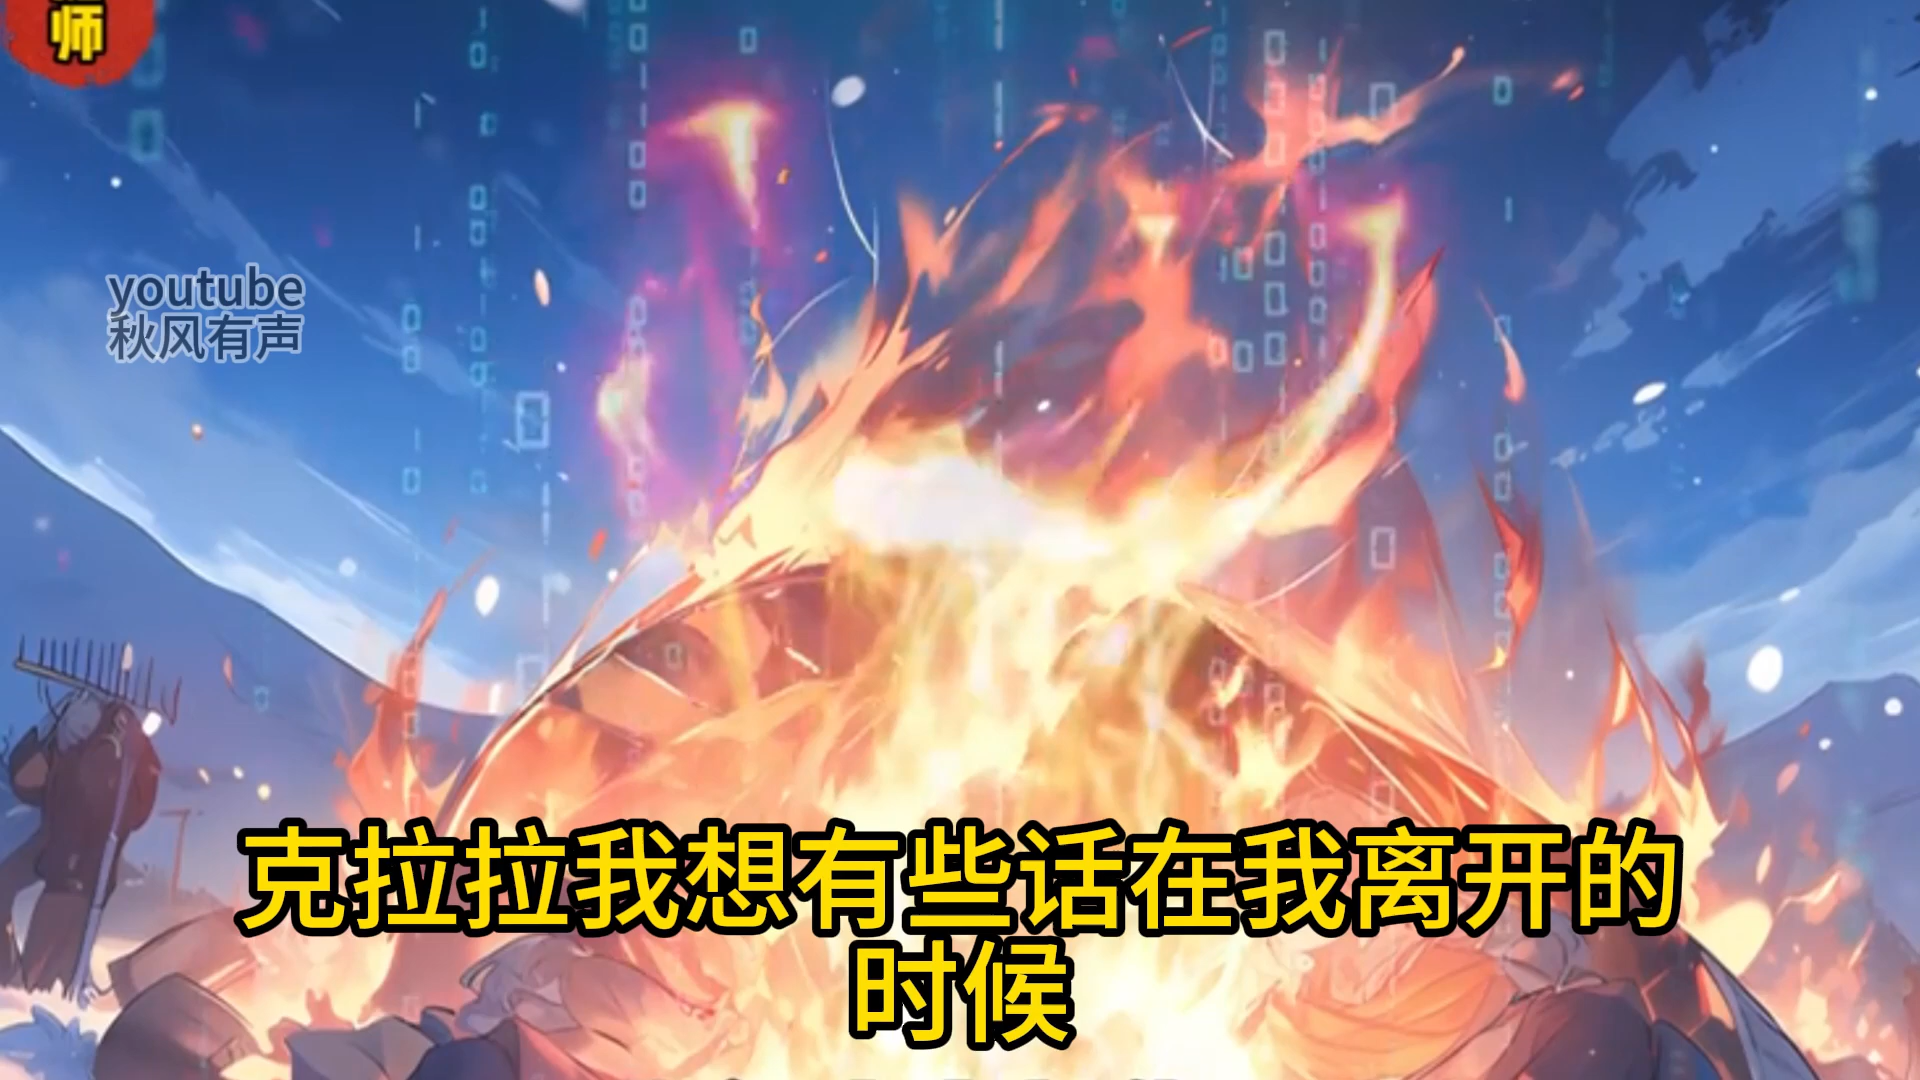 师
youtube
秋风有声
克拉拉我想有些话在我离开的
时候